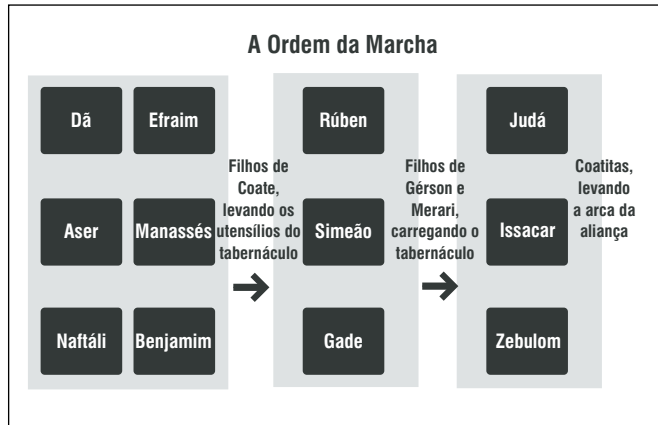 A Ordem da Marcha
Dã
Efraim
Rúben
Judá
Filhos de
Coate,
levando os
utensílios do
tabernáculo
Filhos de
Gérson e
Merari,
carregando o
tabernáculo
Coatitas,
levando
a arca da
aliança
Aser
Manassés
Simeão
Issacar
Naftáli
Benjamim
Gade
Zebulom